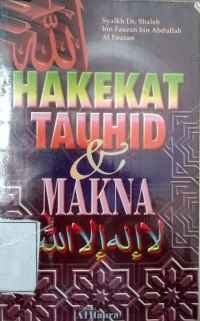 Syaikh Dr. Shaleh
bin Fauzan bin Abdullah
Al Fauzan
HAKEKAT
TAUHID
&
MAKNA
لا إله إلا الله